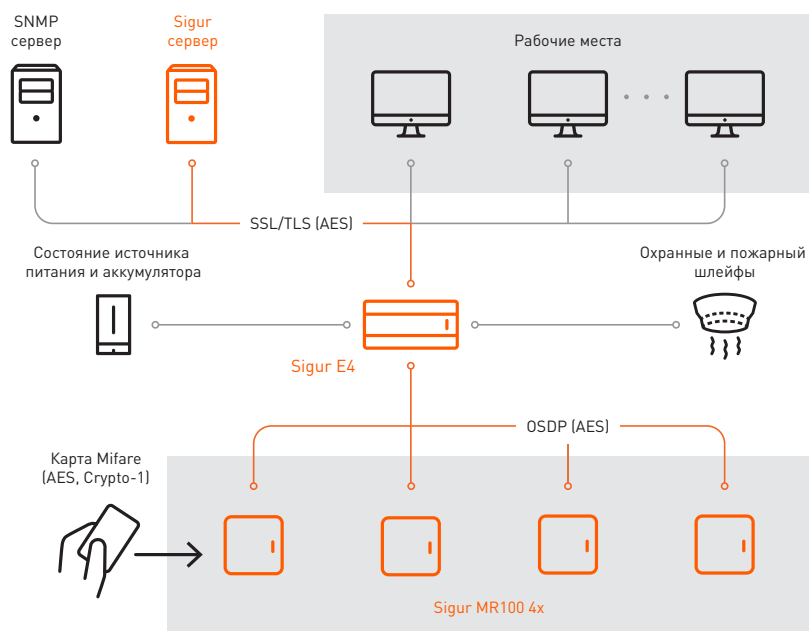 SNMP
сервер
Sigur
сервер
Рабочие места
SSL/TLS (AES)
Состояние источника
питания и аккумулятора
Охранные и пожарный
шлейфы
Sigur E4
OSDP (AES)
Карта Mifare
(AES, Crypto-1)
Sigur MR100 4x